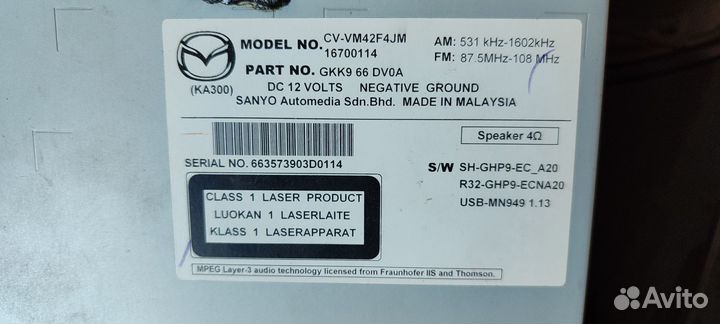 MODEL NO. CV-VM42F4JM
16700114
AM: 531 kHz-1602kHz
FM: 87.5MHz-108 MHz
(KA300)
PART NO. GKK9 66 DV0A
DC 12 VOLTS NEGATIVE GROUND
SANYO Automedia Sdn.Bhd. MADE IN MALAYSIA
Speaker 4Ω
SERIAL NO. 663573903D0114
S/W SH-GHP9-EC_A20
R32-GHP9-ECNA20
USB-MN949 1.13
CLASS 1 LASER PRODUCT
LUOKAN 1 LASERLAITE
KLASS 1 LASERAPPARAT
MPEG Layer-3 audio technology licensed from Fraunhofer IIS and Thomson.
Avito